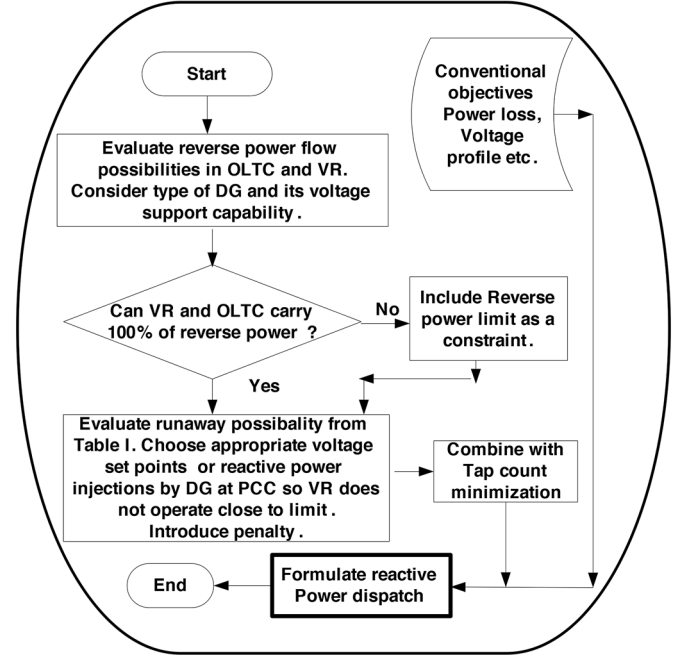 Start
Conventional
objectives
Power loss,
Voltage
profile etc .
Evaluate reverse power flow
possibilities in OLTC and VR.
Consider type of DG and its voltage
support capability .
Can VR and OLTC carry
100% of reverse power ?
No
Include Reverse
power limit as a
constraint .
Yes
Evaluate runaway possibality from
Table I. Choose appropriate voltage
set points or reactive power
injections by DG at PCC so VR does
not operate close to limit .
Introduce penalty .
Combine with
Tap count
minimization
Formulate reactive
Power dispatch
End